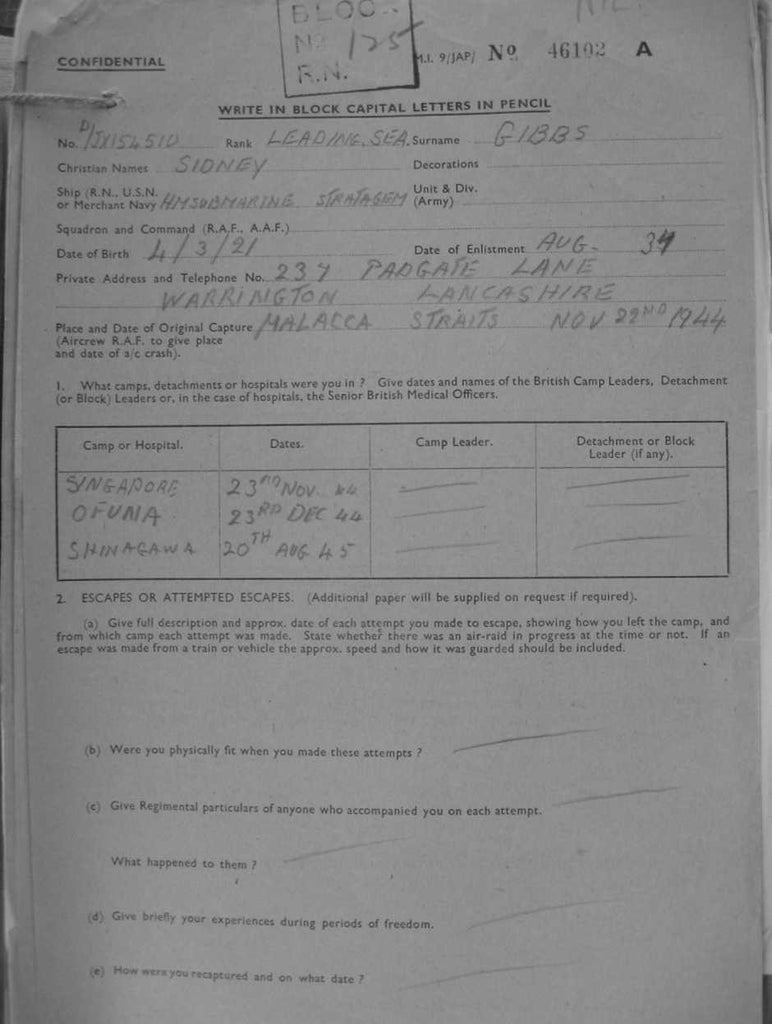 BLOC
No 125
R.N.
NIL
CONFIDENTIAL
M.I. 9/JAP/ No 46102 A
WRITE IN BLOCK CAPITAL LETTERS IN PENCIL
No. D/JX154510 Rank LEADING. SEA. Surname GIBBS
Christian Names SIDNEY Decorations
Ship (R.N., U.S.N. or Merchant Navy HMSUBMARINE STRATAGEM Unit & Div. (Army)
Squadron and Command (R.A.F., A.A.F.)
Date of Birth 4/3/21 Date of Enlistment AUG- 37
Private Address and Telephone No. 237 PADGATE LANE
WARRINGTON LANCASHIRE
Place and Date of Original Capture MALACCA STRAITS NOV 22ND 1944
(Aircrew R.A.F. to give place
and date of a/c crash).
1. What camps, detachments or hospitals were you in ? Give dates and names of the British Camp Leaders, Detachment
(or Block) Leaders or, in the case of hospitals, the Senior British Medical Officers.
Camp or Hospital. Dates. Camp Leader. Detachment or Block Leader (if any).
SINGAPORE 23RD NOV. 44
OFUNA 23RD DEC 44
SHINAGAWA 20TH AUG 45
2. ESCAPES OR ATTEMPTED ESCAPES. (Additional paper will be supplied on request if required).
(a) Give full description and approx. date of each attempt you made to escape, showing how you left the camp, and
from which camp each attempt was made. State whether there was an air-raid in progress at the time or not. If an
escape was made from a train or vehicle the approx. speed and how it was guarded should be included.
(b) Were you physically fit when you made these attempts ?
(c) Give Regimental particulars of anyone who accompanied you on each attempt.
What happened to them ?
(d) Give briefly your experiences during periods of freedom.
(e) How were you recaptured and on what date ?